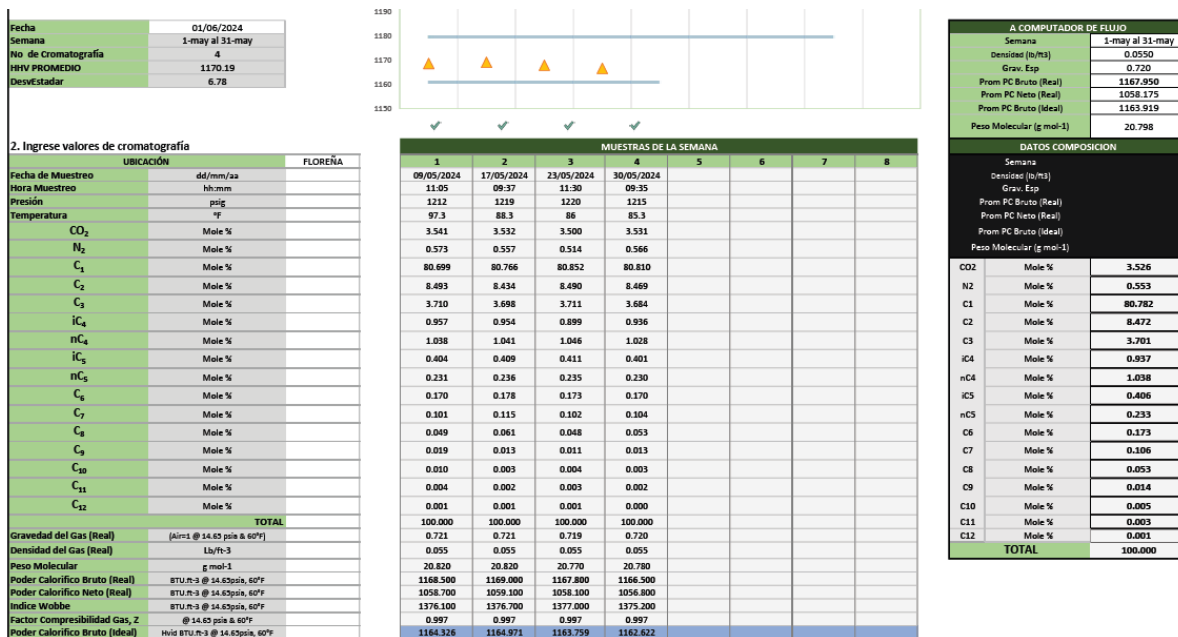 Fecha 01/06/2024
Semana 1-may al 31-may
No de Cromatografía 4
HHV PROMEDIO 1170.19
DesvEstadar 6.78
1190
1180
1170
1160
1150
A COMPUTADOR DE FLUJO
Semana 1-may al 31-may
Densidad (lb/ft3) 0.0550
Grav. Esp 0.720
Prom PC Bruto (Real) 1167.950
Prom PC Neto (Real) 1058.175
Prom PC Bruto (Ideal) 1163.919
Peso Molecular (g mol-1) 20.798
2. Ingrese valores de cromatografía
UBICACIÓN FLOREÑA
MUESTRAS DE LA SEMANA
1 2 3 4 5 6 7 8
Fecha de Muestreo dd/mm/aa 09/05/2024 17/05/2024 23/05/2024 30/05/2024
Hora Muestreo hh:mm 11:05 09:37 11:30 09:35
Presión psig 1212 1219 1220 1215
Temperatura °F 97.3 88.3 86 85.3
CO₂ Mole % 3.541 3.532 3.500 3.531
N₂ Mole % 0.573 0.557 0.514 0.566
C₁ Mole % 80.699 80.766 80.852 80.810
C₂ Mole % 8.493 8.434 8.490 8.469
C₃ Mole % 3.710 3.698 3.711 3.684
iC₄ Mole % 0.957 0.954 0.899 0.936
nC₄ Mole % 1.038 1.041 1.046 1.028
iC₅ Mole % 0.404 0.409 0.411 0.401
nC₅ Mole % 0.231 0.236 0.235 0.230
C₆ Mole % 0.170 0.178 0.173 0.170
C₇ Mole % 0.101 0.115 0.102 0.104
C₈ Mole % 0.049 0.061 0.048 0.053
C₉ Mole % 0.019 0.013 0.011 0.013
C₁₀ Mole % 0.010 0.003 0.004 0.003
C₁₁ Mole % 0.004 0.002 0.003 0.002
C₁₂ Mole % 0.001 0.001 0.001 0.000
TOTAL 100.000 100.000 100.000 100.000
Gravedad del Gas (Real) (Air=1 @ 14.65 psia & 60°F) 0.721 0.721 0.719 0.720
Densidad del Gas (Real) Lb/ft-3 0.055 0.055 0.055 0.055
Peso Molecular g mol-1 20.820 20.820 20.770 20.780
Poder Calorifico Bruto (Real) BTU.ft-3 @ 14.65psia, 60°F 1168.500 1169.000 1167.800 1166.500
Poder Calorifico Neto (Real) BTU.ft-3 @ 14.65psia, 60°F 1058.700 1059.100 1058.100 1056.800
Indice Wobbe BTU.ft-3 @ 14.65psia, 60°F 1376.100 1376.700 1377.000 1375.200
Factor Compresibilidad Gas, Z @ 14.65 psia & 60°F 0.997 0.997 0.997 0.997
Poder Calorifico Bruto (Ideal) Hvid BTU.ft-3 @ 14.65psia, 60°F 1164.326 1164.971 1163.759 1162.622
DATOS COMPOSICION
Semana
Densidad (lb/ft3)
Grav. Esp
Prom PC Bruto (Real)
Prom PC Neto (Real)
Prom PC Bruto (Ideal)
Peso Molecular (g mol-1)
CO2 Mole % 3.526
N2 Mole % 0.553
C1 Mole % 80.782
C2 Mole % 8.472
C3 Mole % 3.701
iC4 Mole % 0.937
nC4 Mole % 1.038
iC5 Mole % 0.406
nC5 Mole % 0.233
C6 Mole % 0.173
C7 Mole % 0.106
C8 Mole % 0.053
C9 Mole % 0.014
C10 Mole % 0.005
C11 Mole % 0.003
C12 Mole % 0.001
TOTAL 100.000